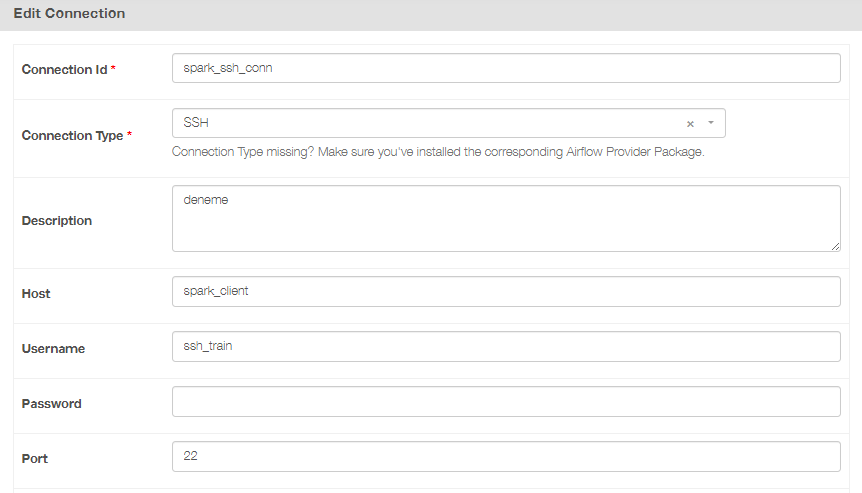 Edit Connection
Connection Id *
spark_ssh_conn
Connection Type *
SSH
Connection Type missing? Make sure you've installed the corresponding Airflow Provider Package.
Description
deneme
Host
spark_client
Username
ssh_train
Password
Port
22